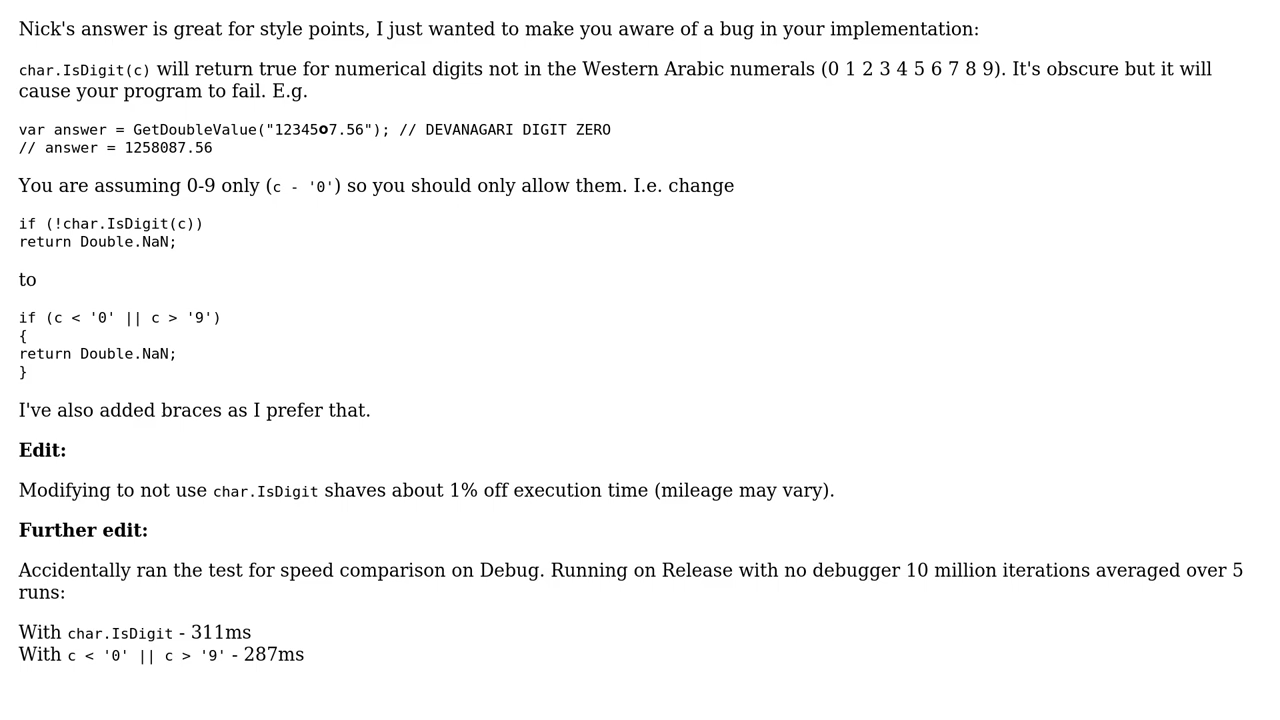 Nick's answer is great for style points, I just wanted to make you aware of a bug in your implementation:
char.IsDigit(c) will return true for numerical digits not in the Western Arabic numerals (0 1 2 3 4 5 6 7 8 9). It's obscure but it will
cause your program to fail. E.g.
var answer = GetDoubleValue("12345०7.56"); // DEVANAGARI DIGIT ZERO
// answer = 1258087.56
You are assuming 0-9 only (c - '0') so you should only allow them. I.e. change
if (!char.IsDigit(c))
return Double.NaN;
to
if (c < '0' || c > '9')
{
return Double.NaN;
}
I've also added braces as I prefer that.
Edit:
Modifying to not use char.IsDigit shaves about 1% off execution time (mileage may vary).
Further edit:
Accidentally ran the test for speed comparison on Debug. Running on Release with no debugger 10 million iterations averaged over 5
runs:
With char.IsDigit - 311ms
With c < '0' || c > '9' - 287ms